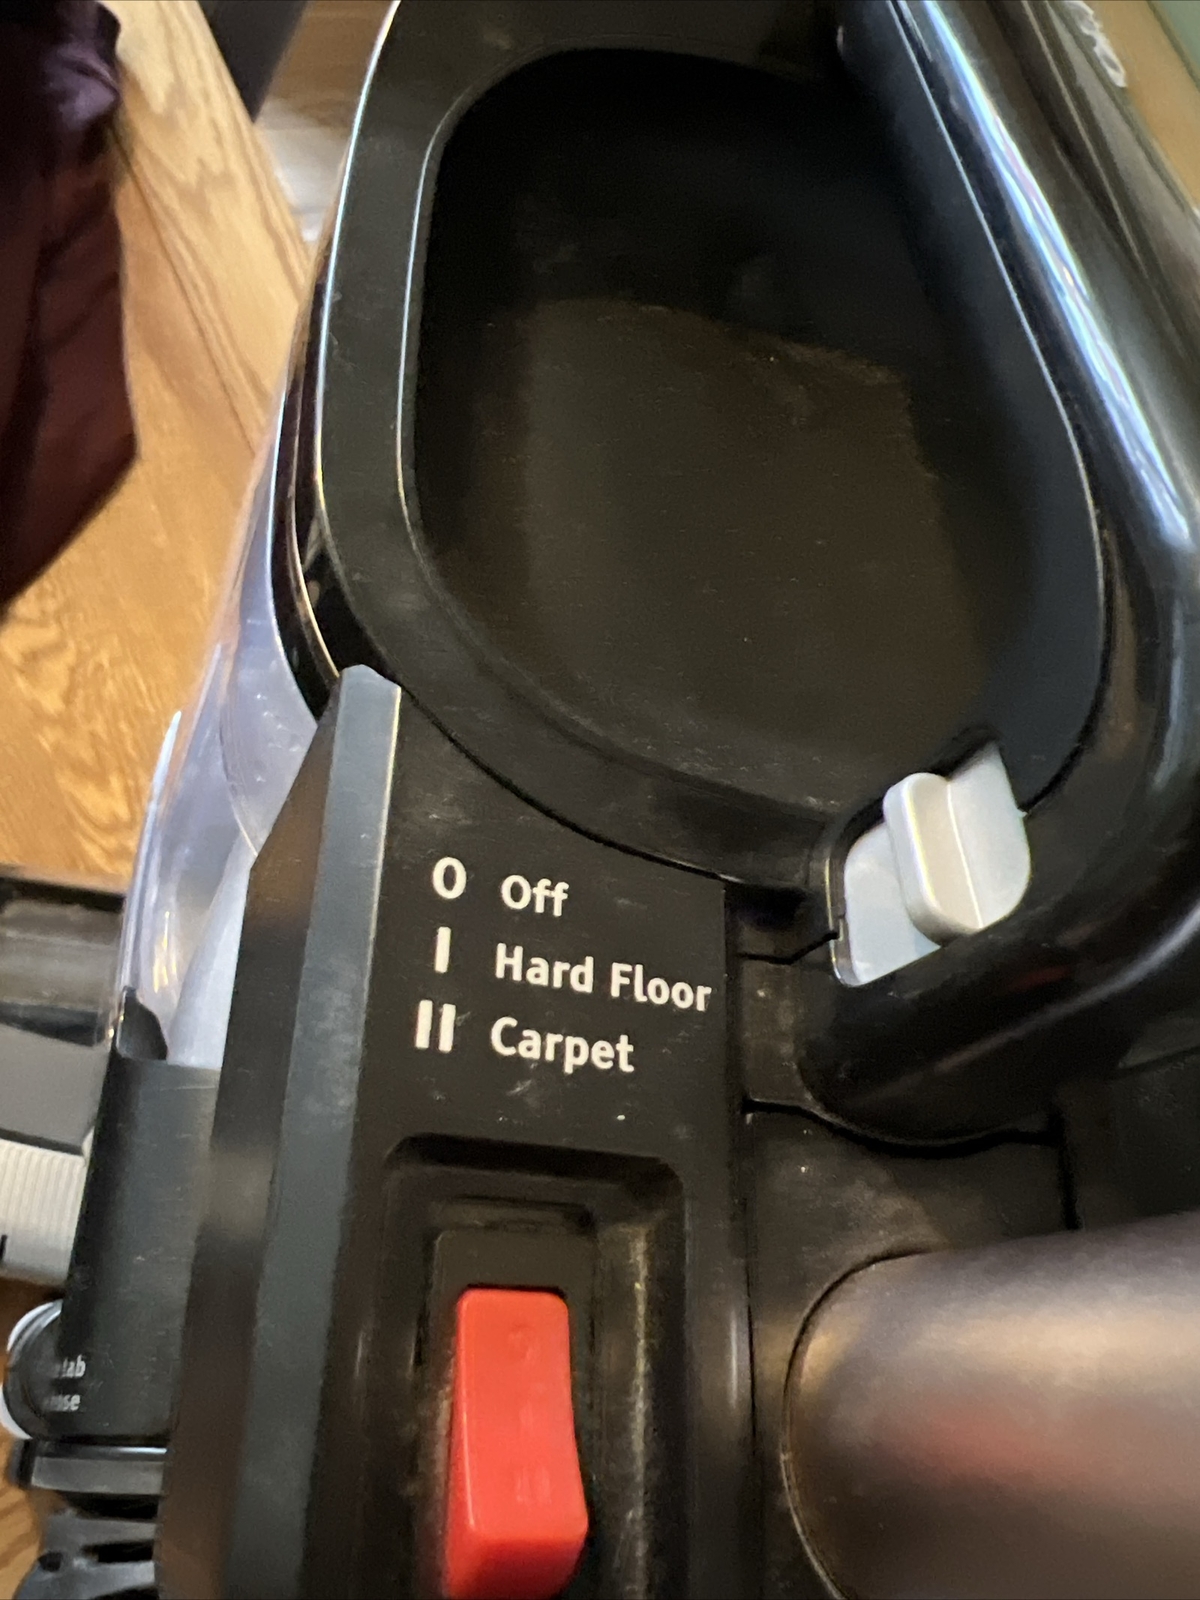 O Off
I Hard Floor
II Carpet